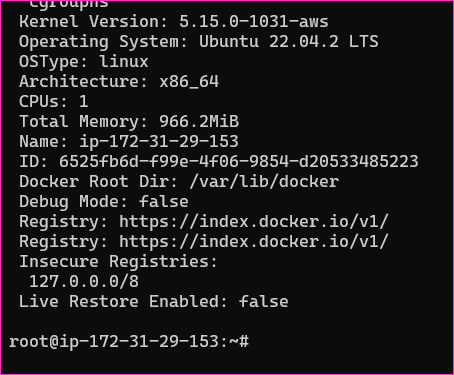 cgroupns
Kernel Version: 5.15.0-1031-aws
Operating System: Ubuntu 22.04.2 LTS
OSType: linux
Architecture: x86_64
CPUs: 1
Total Memory: 966.2MiB
Name: ip-172-31-29-153
ID: 6525fb6d-f99e-4f06-9854-d20533485223
Docker Root Dir: /var/lib/docker
Debug Mode: false
Registry: https://index.docker.io/v1/
Registry: https://index.docker.io/v1/
Insecure Registries:
127.0.0.0/8
Live Restore Enabled: false
root@ip-172-31-29-153:~#